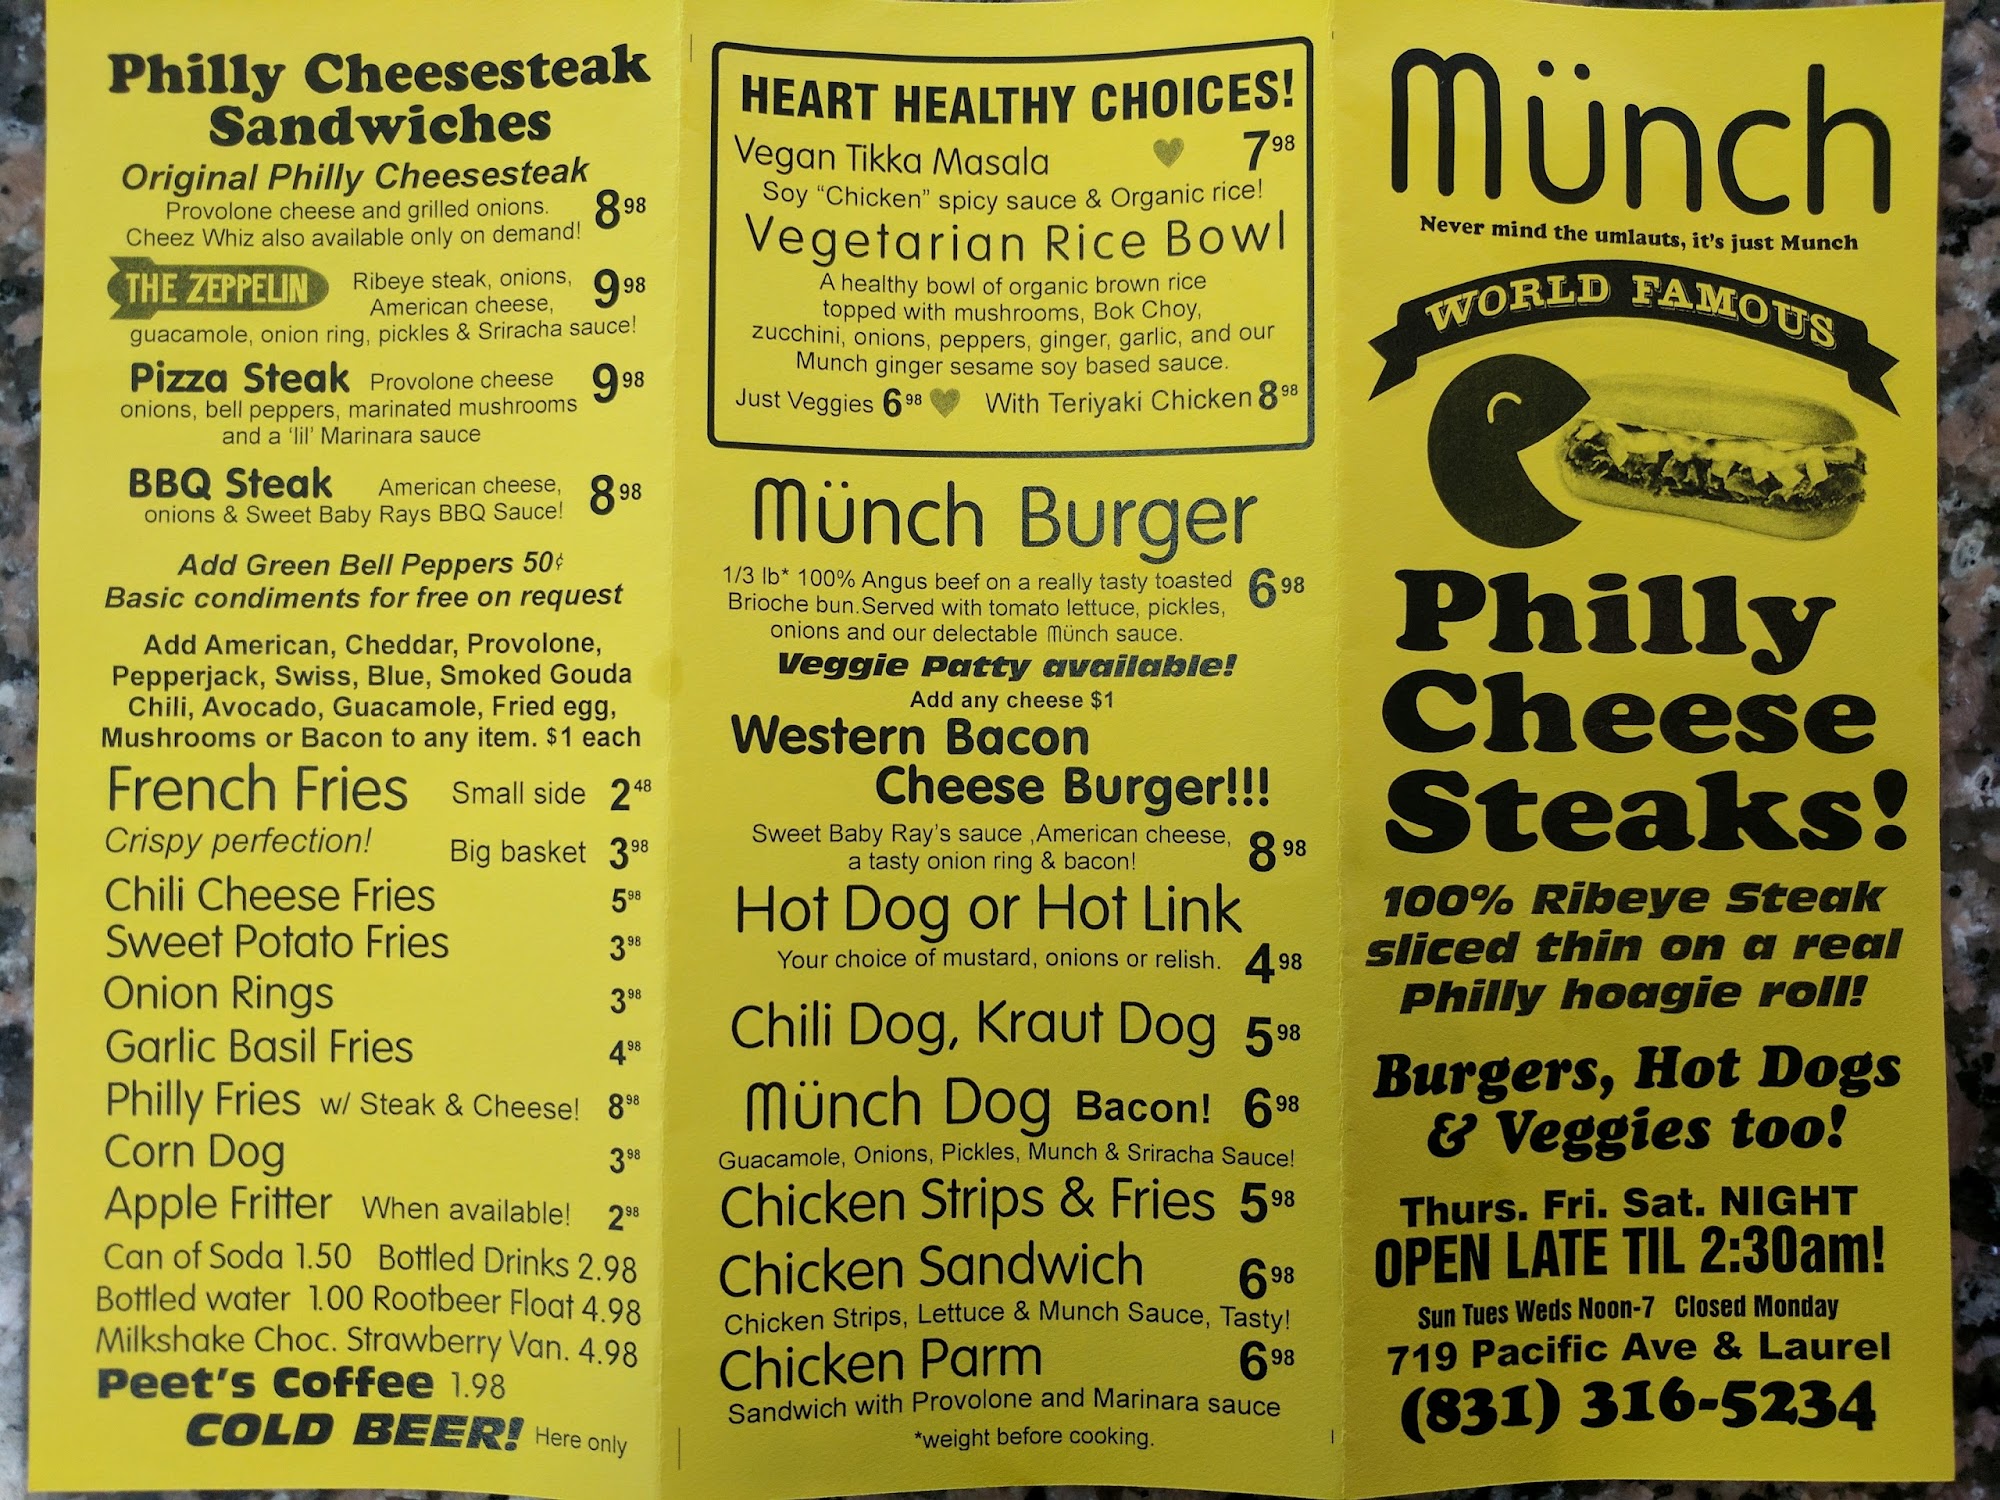 Philly Cheesesteak
Sandwiches
Original Philly Cheesesteak
Provolone cheese and grilled onions. 8 98
Cheez Whiz also available only on demand!
THE ZEPPELIN Ribeye steak, onions, 9 98
American cheese,
guacamole, onion ring, pickles & Sriracha sauce!
Pizza Steak Provolone cheese 9 98
onions, bell peppers, marinated mushrooms
and a 'lil' Marinara sauce
BBQ Steak American cheese, 8 98
onions & Sweet Baby Rays BBQ Sauce!
Add Green Bell Peppers 50¢
Basic condiments for free on request
Add American, Cheddar, Provolone,
Pepperjack, Swiss, Blue, Smoked Gouda
Chili, Avocado, Guacamole, Fried egg,
Mushrooms or Bacon to any item. $1 each
French Fries Small side 2 48
Crispy perfection! Big basket 3 98
Chili Cheese Fries 5 98
Sweet Potato Fries 3 98
Onion Rings 3 98
Garlic Basil Fries 4 98
Philly Fries w/ Steak & Cheese! 8 98
Corn Dog 3 98
Apple Fritter When available! 2 98
Can of Soda 1.50 Bottled Drinks 2.98
Bottled water 1.00 Rootbeer Float 4.98
Milkshake Choc. Strawberry Van. 4.98
Peet's Coffee 1.98
COLD BEER! Here only
HEART HEALTHY CHOICES!
Vegan Tikka Masala 7 98
Soy "Chicken" spicy sauce & Organic rice!
Vegetarian Rice Bowl
A healthy bowl of organic brown rice
topped with mushrooms, Bok Choy,
zucchini, onions, peppers, ginger, garlic, and our
Munch ginger sesame soy based sauce.
Just Veggies 6 98 With Teriyaki Chicken 8 98
Münch Burger
1/3 lb* 100% Angus beef on a really tasty toasted 6 98
Brioche bun.Served with tomato lettuce, pickles,
onions and our delectable münch sauce.
Veggie Patty available!
Add any cheese $1
Western Bacon
Cheese Burger!!!
Sweet Baby Ray's sauce ,American cheese, 8 98
a tasty onion ring & bacon!
Hot Dog or Hot Link
Your choice of mustard, onions or relish. 4 98
Chili Dog, Kraut Dog 5 98
Münch Dog Bacon! 6 98
Guacamole, Onions, Pickles, Munch & Sriracha Sauce!
Chicken Strips & Fries 5 98
Chicken Sandwich 6 98
Chicken Strips, Lettuce & Munch Sauce, Tasty!
Chicken Parm 6 98
Sandwich with Provolone and Marinara sauce
*weight before cooking.
Münch
Never mind the umlauts, it's just Munch
WORLD FAMOUS
Philly
Cheese
Steaks!
100% Ribeye Steak
sliced thin on a real
Philly hoagie roll!
Burgers, Hot Dogs
& Veggies too!
Thurs. Fri. Sat. NIGHT
OPEN LATE TIL 2:30am!
Sun Tues Weds Noon-7 Closed Monday
719 Pacific Ave & Laurel
(831) 316-5234